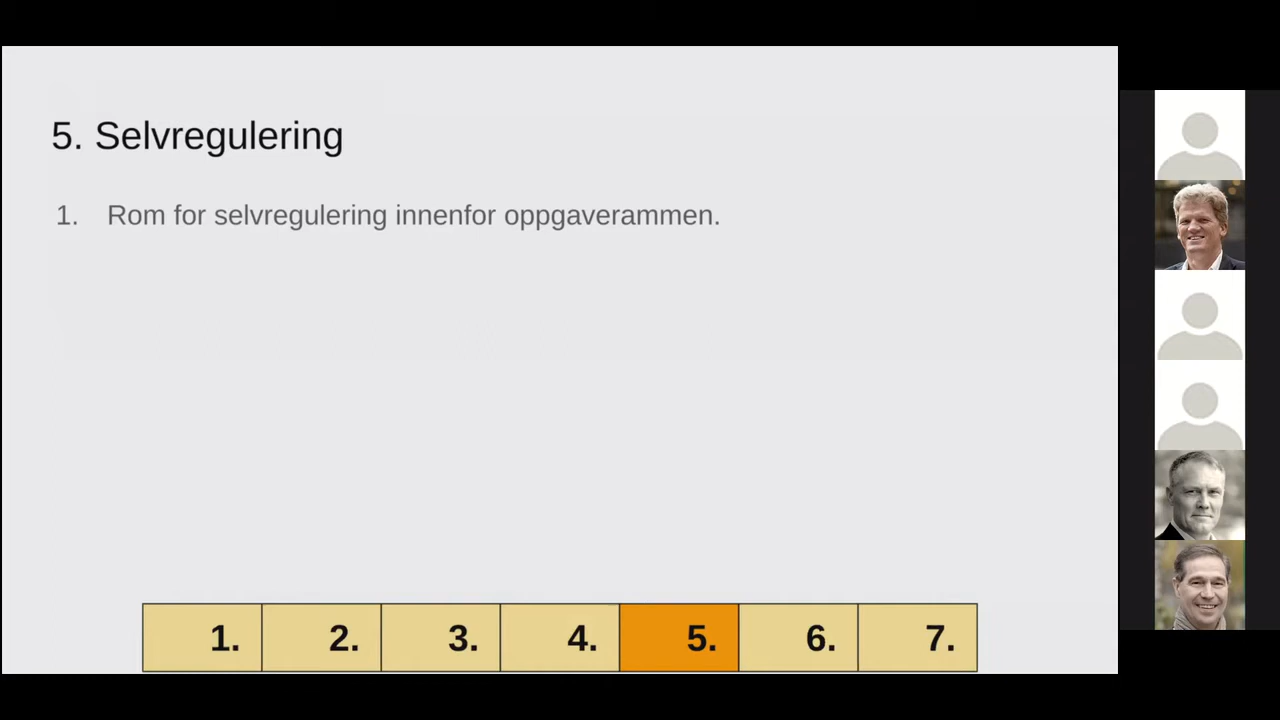 5. Selvregulering
1. Rom for selvregulering innenfor oppgaverammen.
1. 2. 3. 4. 5. 6. 7.